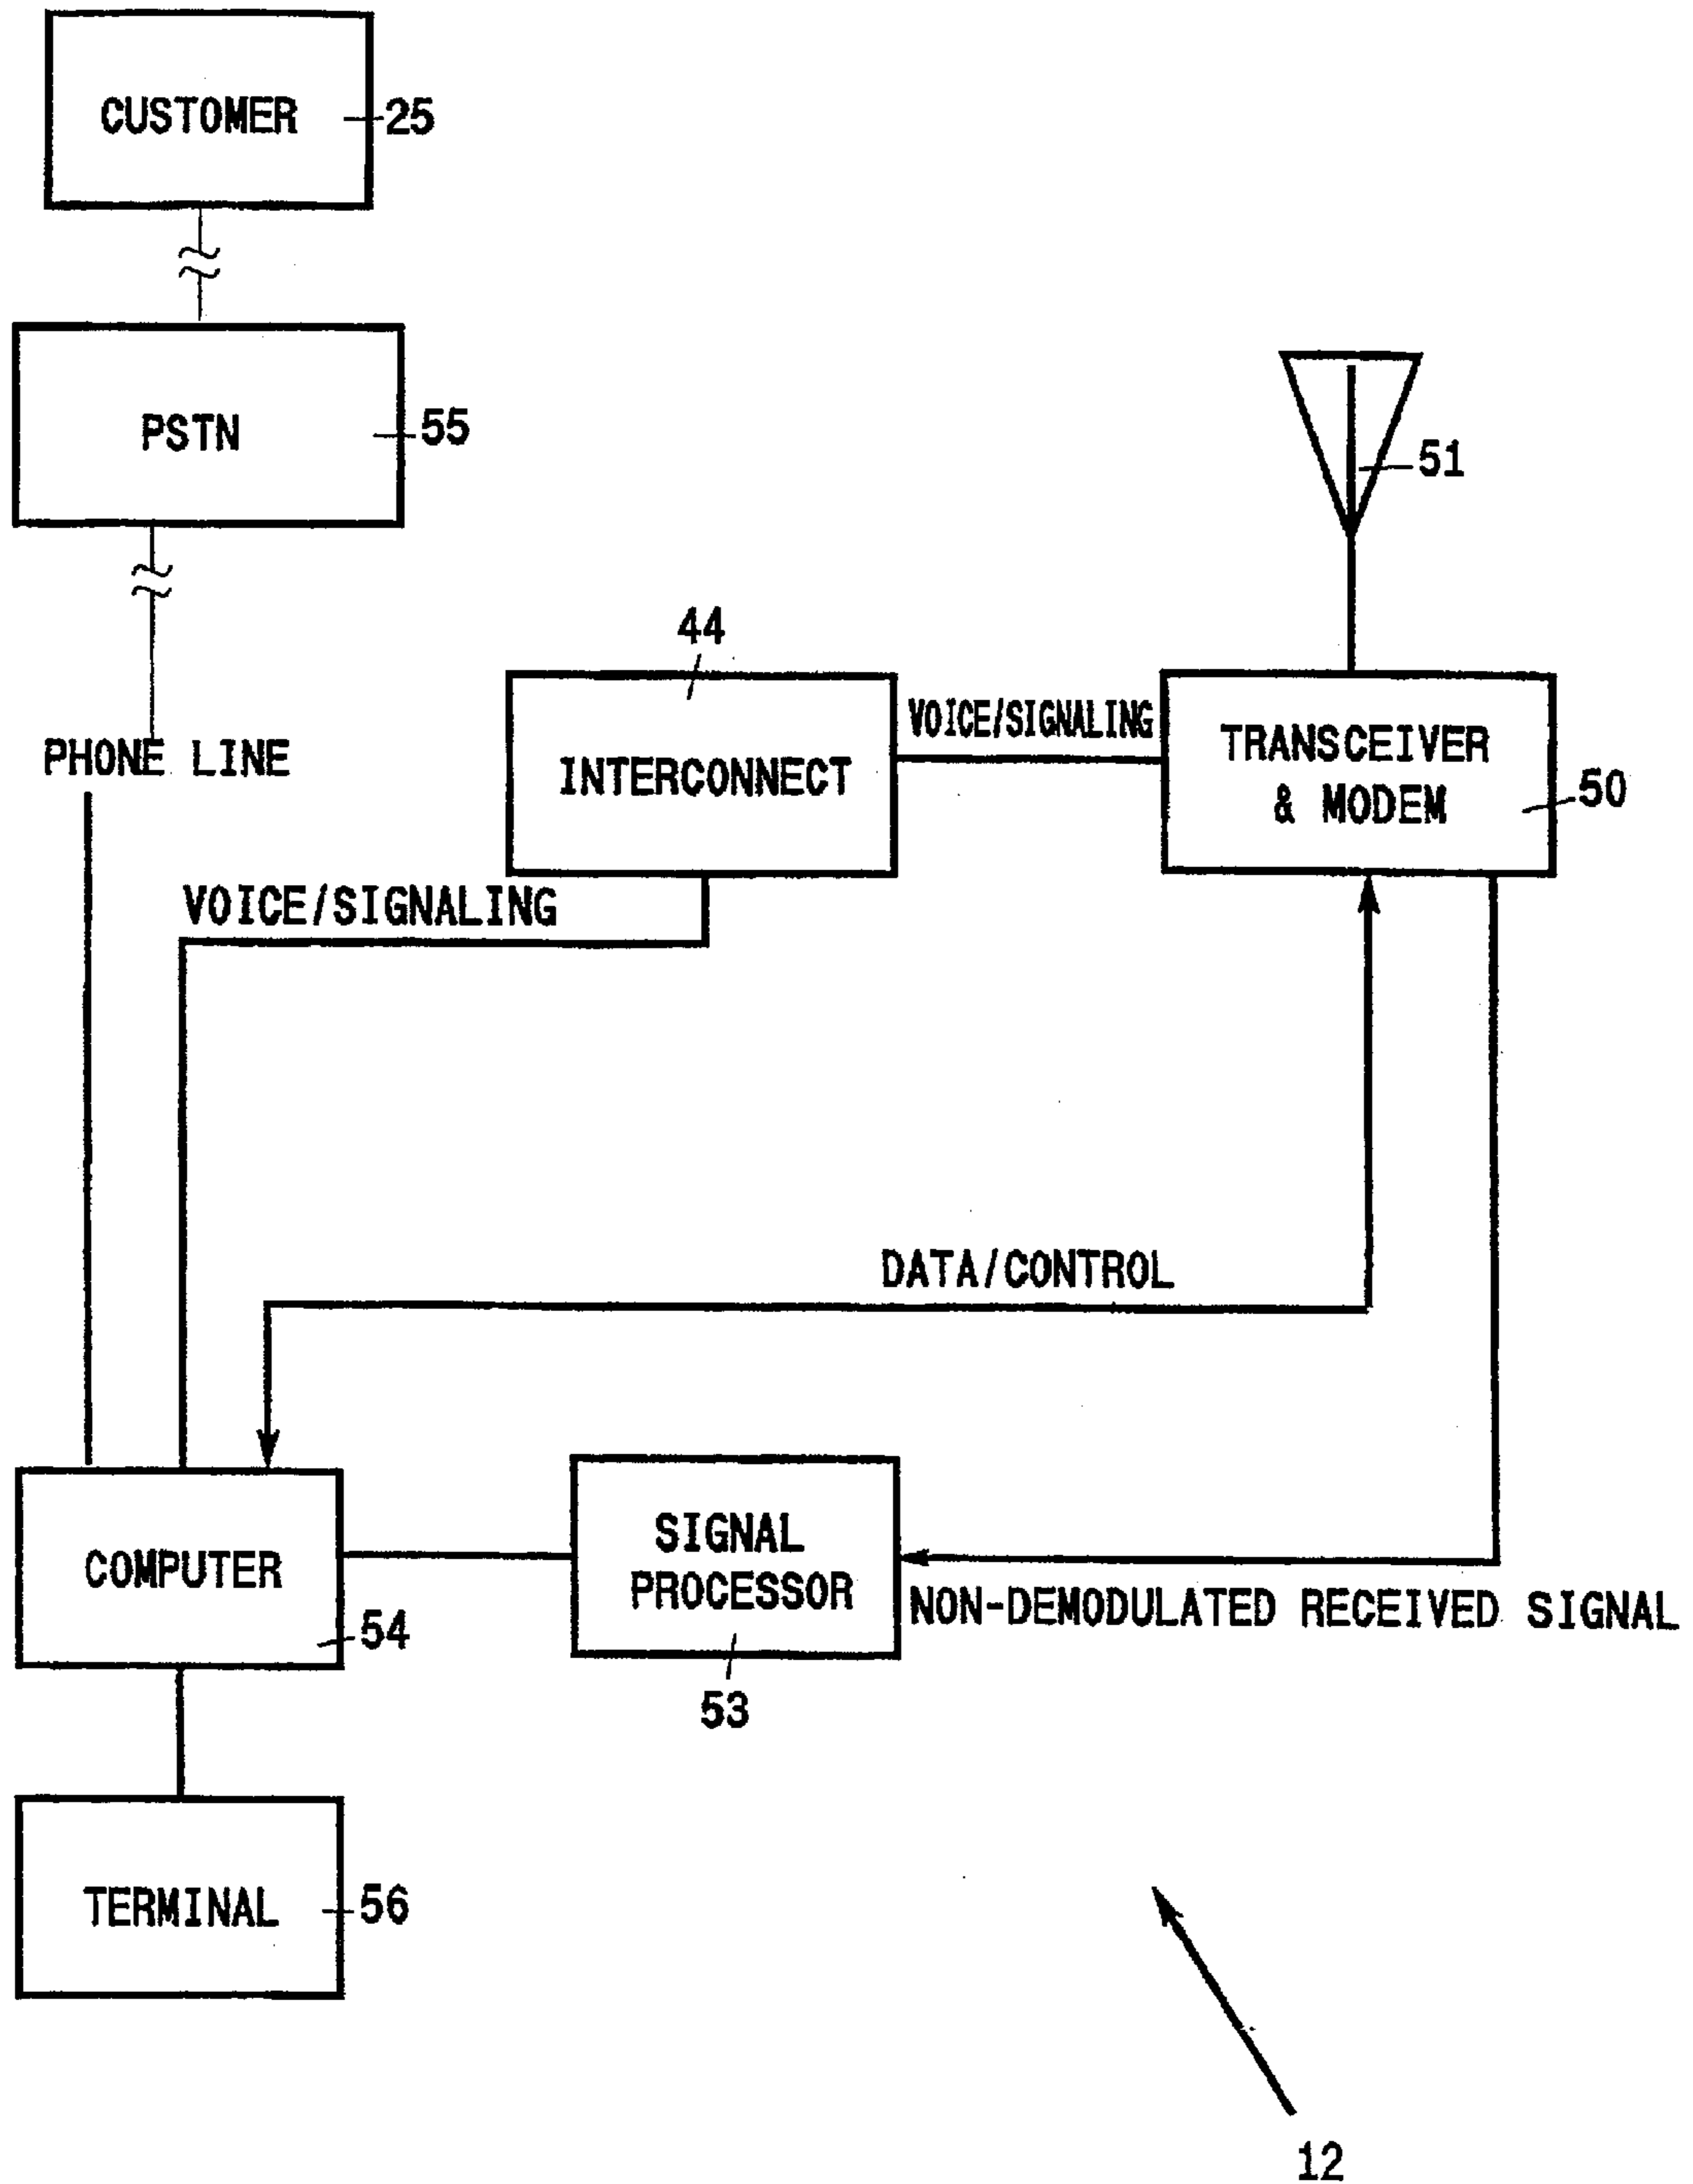 CUSTOMER
25
PSTN
55
51
44
PHONE LINE
INTERCONNECT
VOICE/SIGNALING
TRANSCEIVER
& MODEM
50
VOICE/SIGNALING
DATA/CONTROL
COMPUTER
54
SIGNAL
PROCESSOR
53
NON-DEMODULATED RECEIVED SIGNAL
TERMINAL
56
12